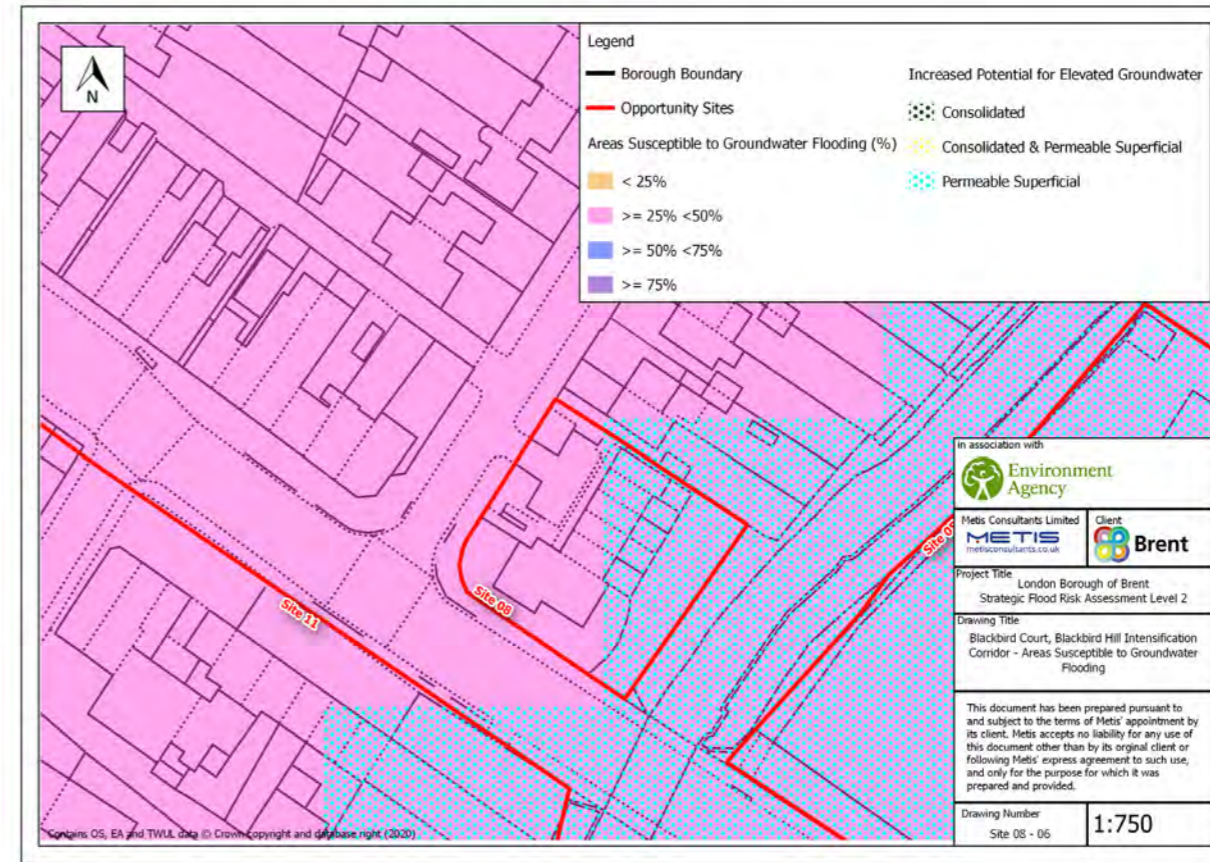 N
Legend
Borough Boundary
Opportunity Sites
Areas Susceptible to Groundwater Flooding (%)
< 25%
>= 25% <50%
>= 50% <75%
>= 75%
Increased Potential for Elevated Groundwater
Consolidated
Consolidated & Permeable Superficial
Permeable Superficial
Site 11
Site 08
Site
in association with
Environment
Agency
Metis Consultants Limited
METIS
metisconsultants.co.uk
Client
Brent
Project Title
London Borough of Brent
Strategic Flood Risk Assessment Level 2
Drawing Title
Blackbird Court, Blackbird Hill Intensification
Corridor - Areas Susceptible to Groundwater
Flooding
This document has been prepared pursuant to
and subject to the terms of Metis' appointment by
its client. Metis accepts no liability for any use of
this document other than by its orginal client or
following Metis' express agreement to such use,
and only for the purpose for which it was
prepared and provided.
Drawing Number
Site 08 - 06
1:750
Contains OS, EA and TWUL data © Crown copyright and database right (2020)